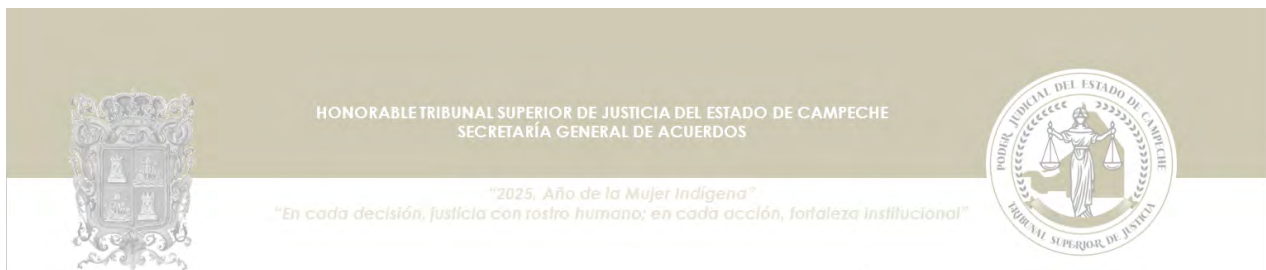 HONORABLE TRIBUNAL SUPERIOR DE JUSTICIA DEL ESTADO DE CAMPECHE
SECRETARÍA GENERAL DE ACUERDOS
"2025, Año de la Mujer Indígena"
"En cada decisión, justicia con rostro humano; en cada acción, fortaleza institucional"
PODER JUDICIAL DEL ESTADO DE CAMPECHE
TRIBUNAL SUPERIOR DE JUSTICIA